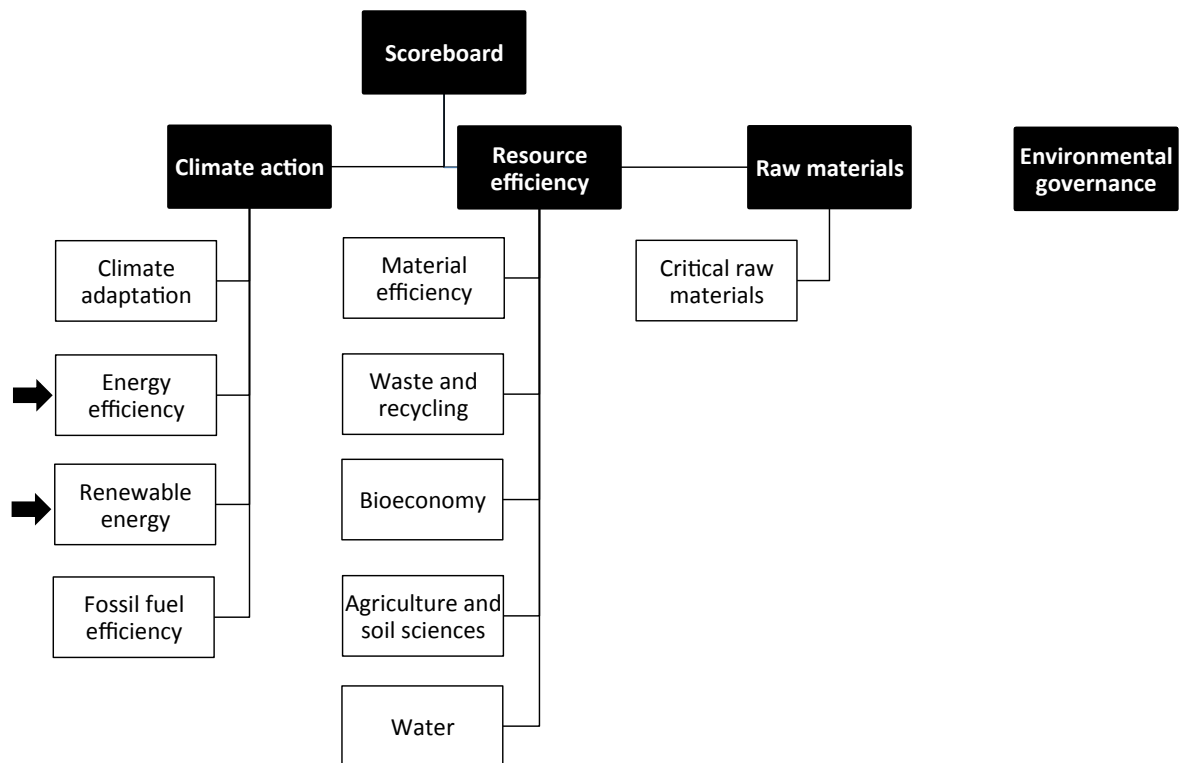 Scoreboard
Climate action
Resource
efficiency
Raw materials
Environmental
governance
Climate
adaptation
Energy
efficiency
Renewable
energy
Fossil fuel
efficiency
Material
efficiency
Waste and
recycling
Bioeconomy
Agriculture and
soil sciences
Water
Critical raw
materials